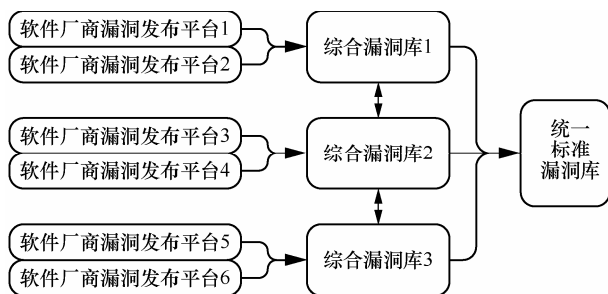 软件厂商漏洞发布平台1
软件厂商漏洞发布平台2
综合漏洞库1
软件厂商漏洞发布平台3
软件厂商漏洞发布平台4
综合漏洞库2
统一
标准
漏洞库
软件厂商漏洞发布平台5
软件厂商漏洞发布平台6
综合漏洞库3